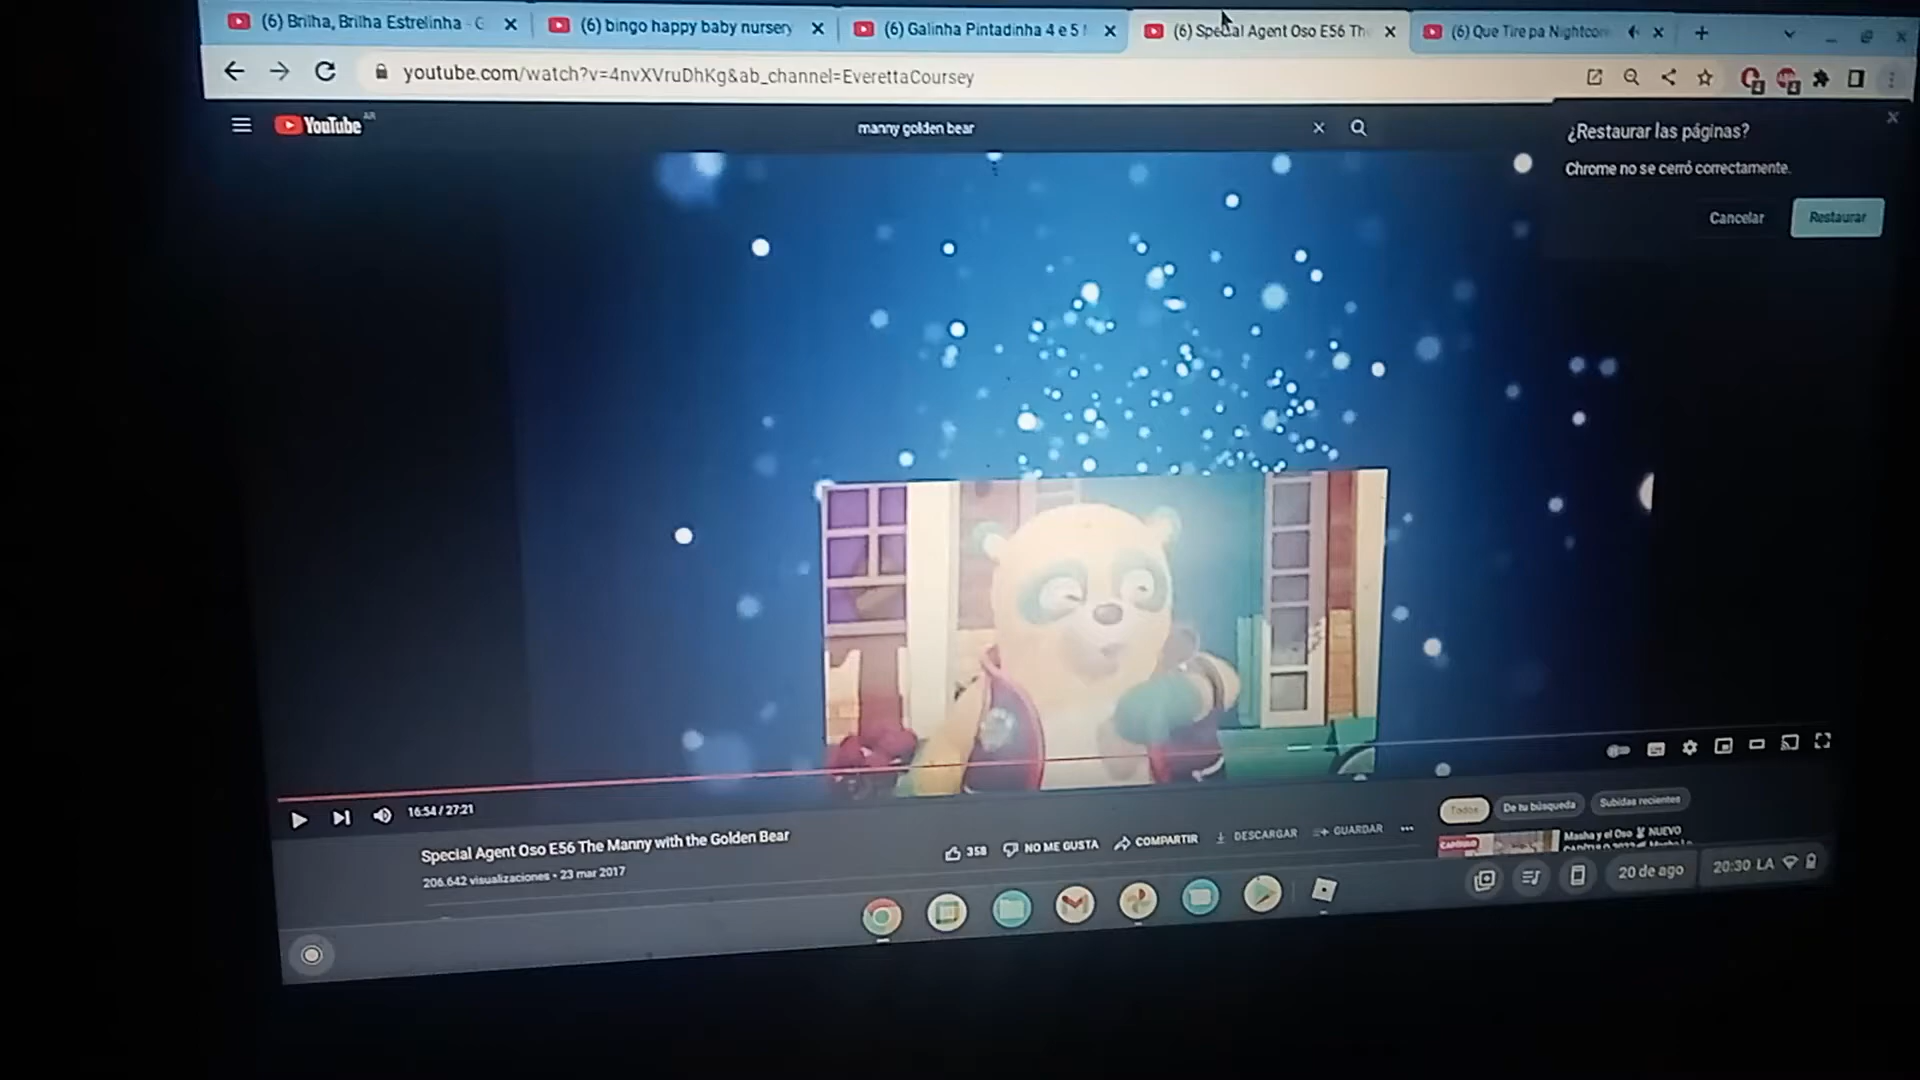 (6) Brilha, Brilha Estrelinha - G
(6) bingo happy baby nursery
(6) Galinha Pintadinha 4 e 5
(6) Special Agent Oso E56 Th
(6) Que Tire pa Nightcor
youtube.com/watch?v=4nvXVruDhKg&ab_channel=EverettaCoursey
YouTube AR
manny golden bear
¿Restaurar las páginas?
Chrome no se cerró correctamente.
Cancelar
Restaurar
16:54 / 27:21
Special Agent Oso E56 The Manny with the Golden Bear
206.642 visualizaciones • 23 mar 2017
358
NO ME GUSTA
COMPARTIR
DESCARGAR
GUARDAR
Todos
De tu búsqueda
Subidas recientes
Masha y el Oso NUEVO
20 de ago
20:30 LA